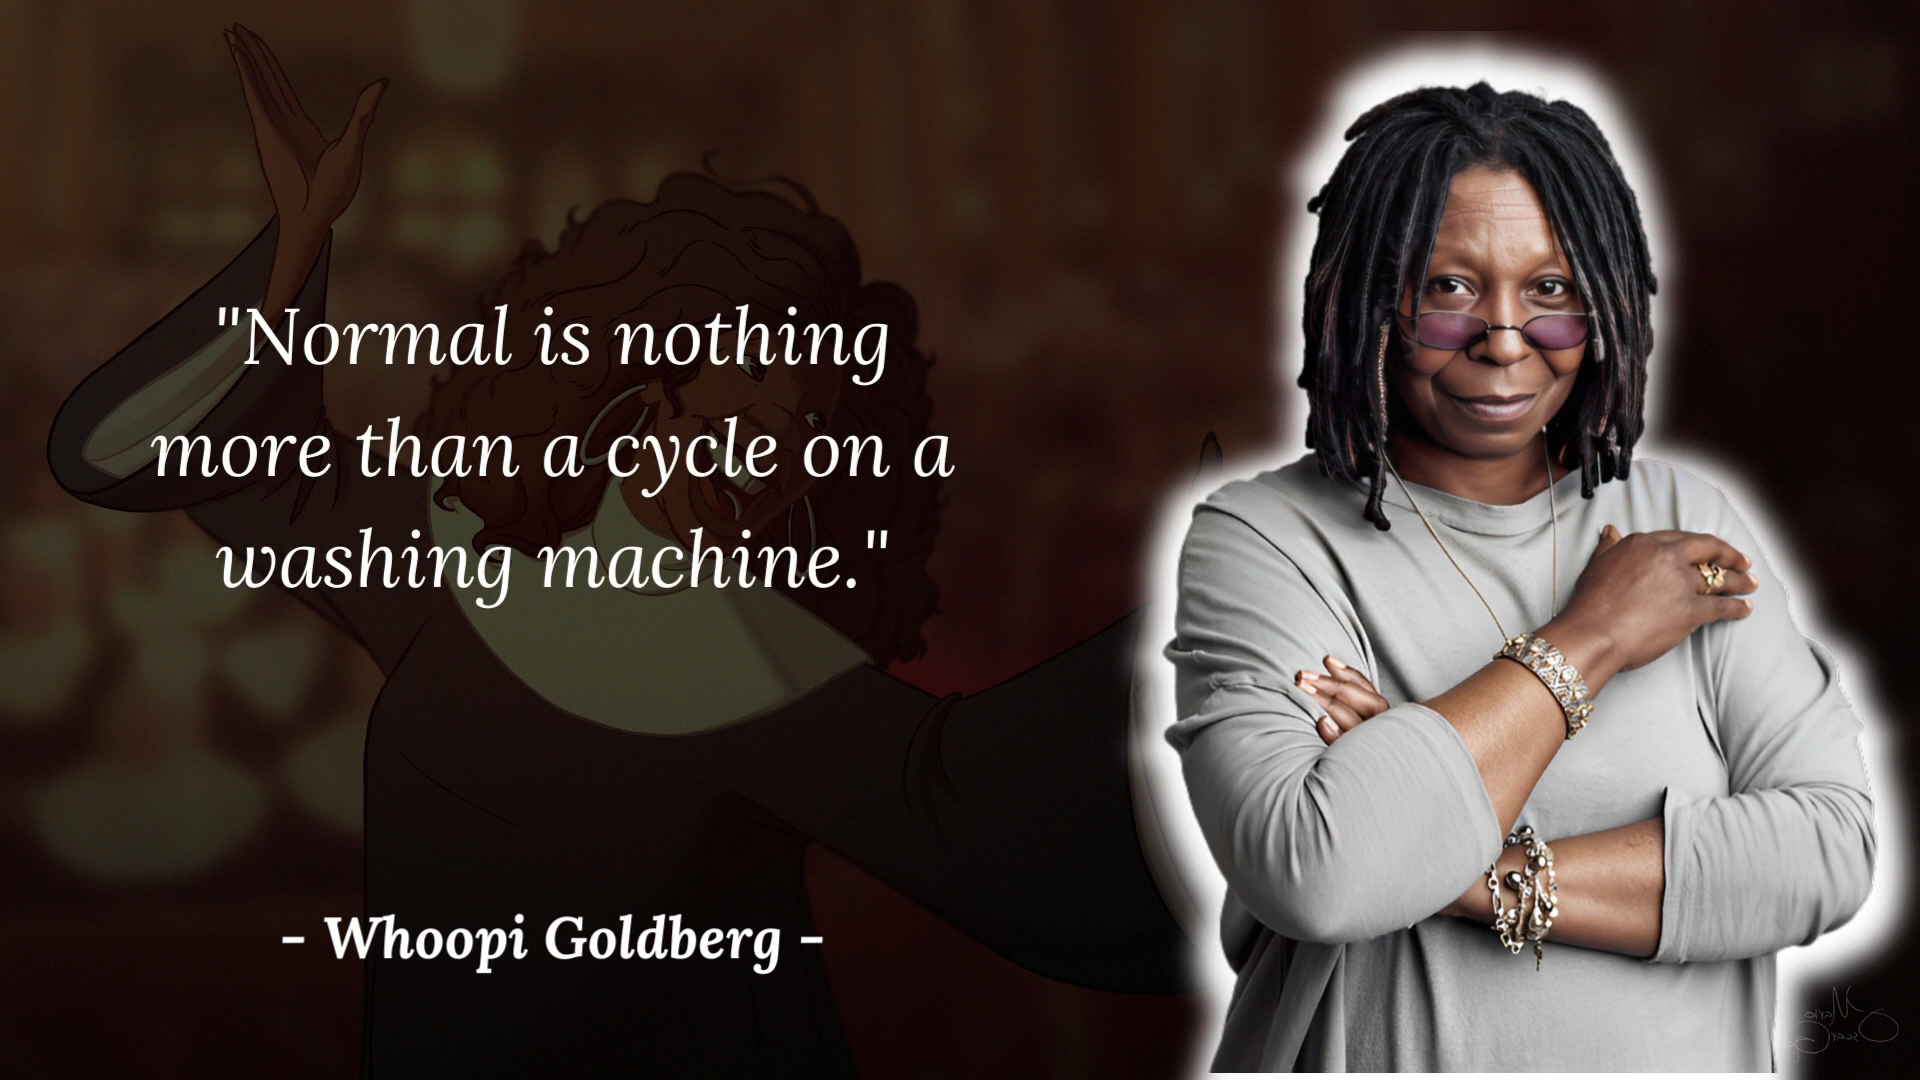 "Normal is nothing
more than a cycle on a
washing machine."
- Whoopi Goldberg -